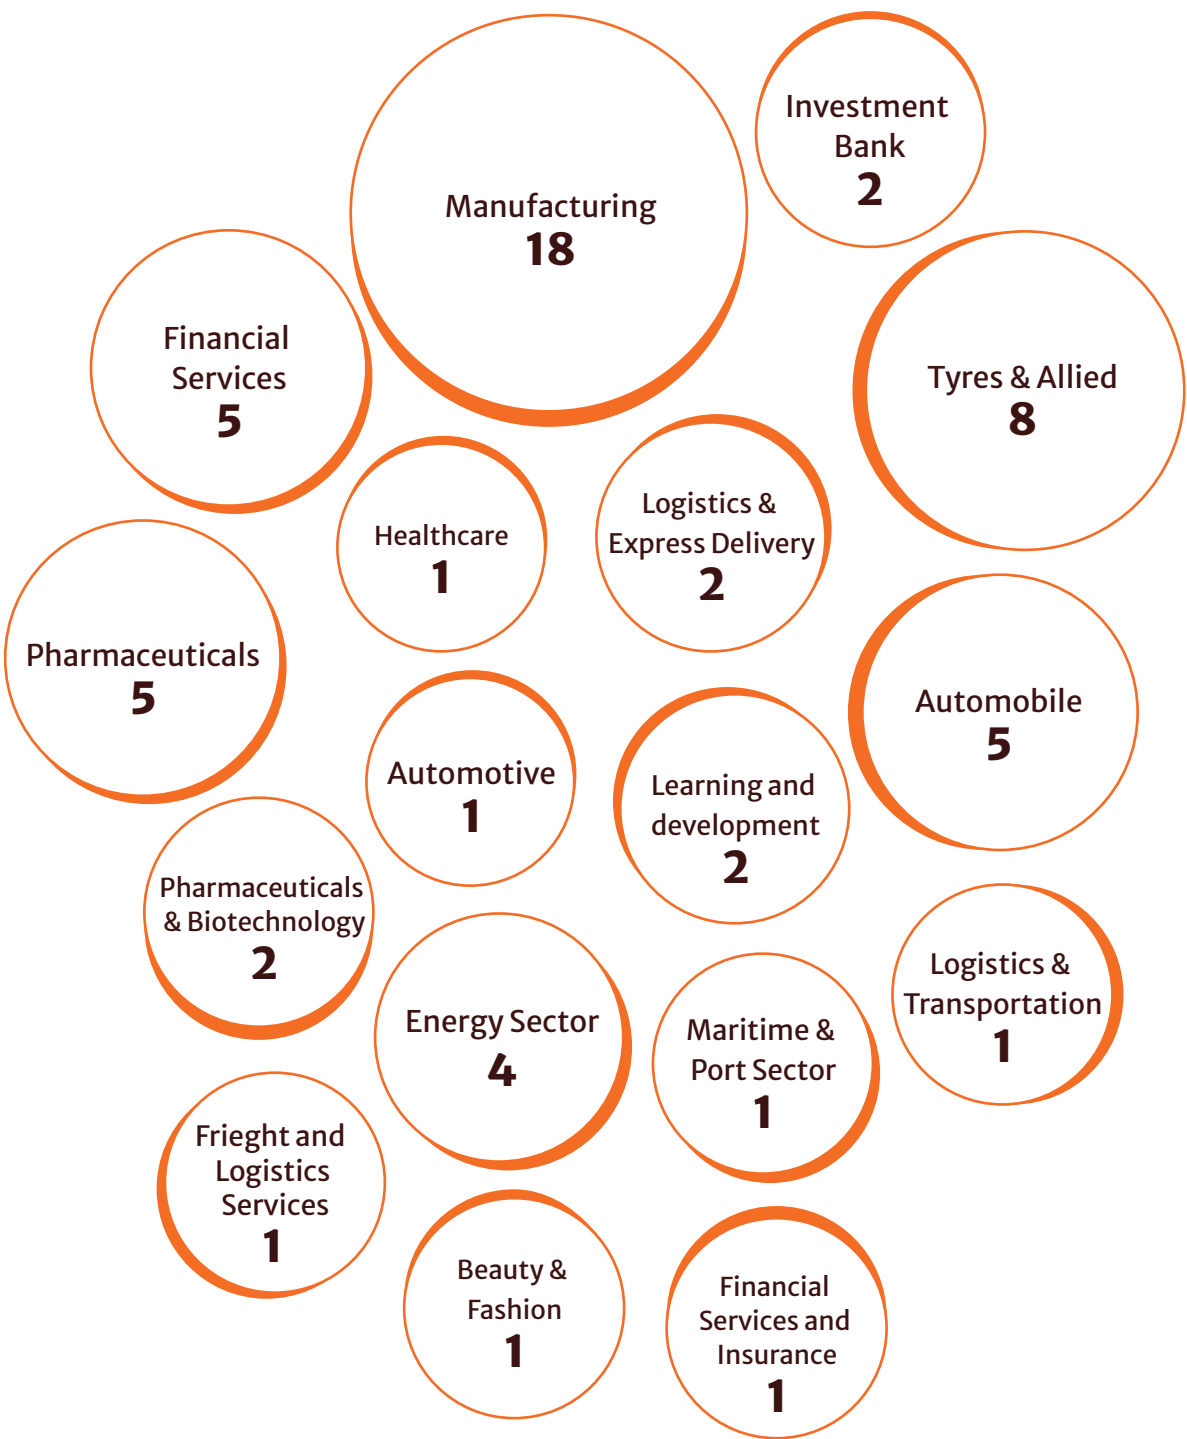 Manufacturing
18
Investment
Bank
2
Financial
Services
5
Tyres & Allied
8
Healthcare
1
Logistics &
Express Delivery
2
Pharmaceuticals
5
Automobile
5
Automotive
1
Learning and
development
2
Pharmaceuticals
& Biotechnology
2
Energy Sector
4
Maritime &
Port Sector
1
Logistics &
Transportation
1
Frieght and
Logistics
Services
1
Beauty &
Fashion
1
Financial
Services and
Insurance
1